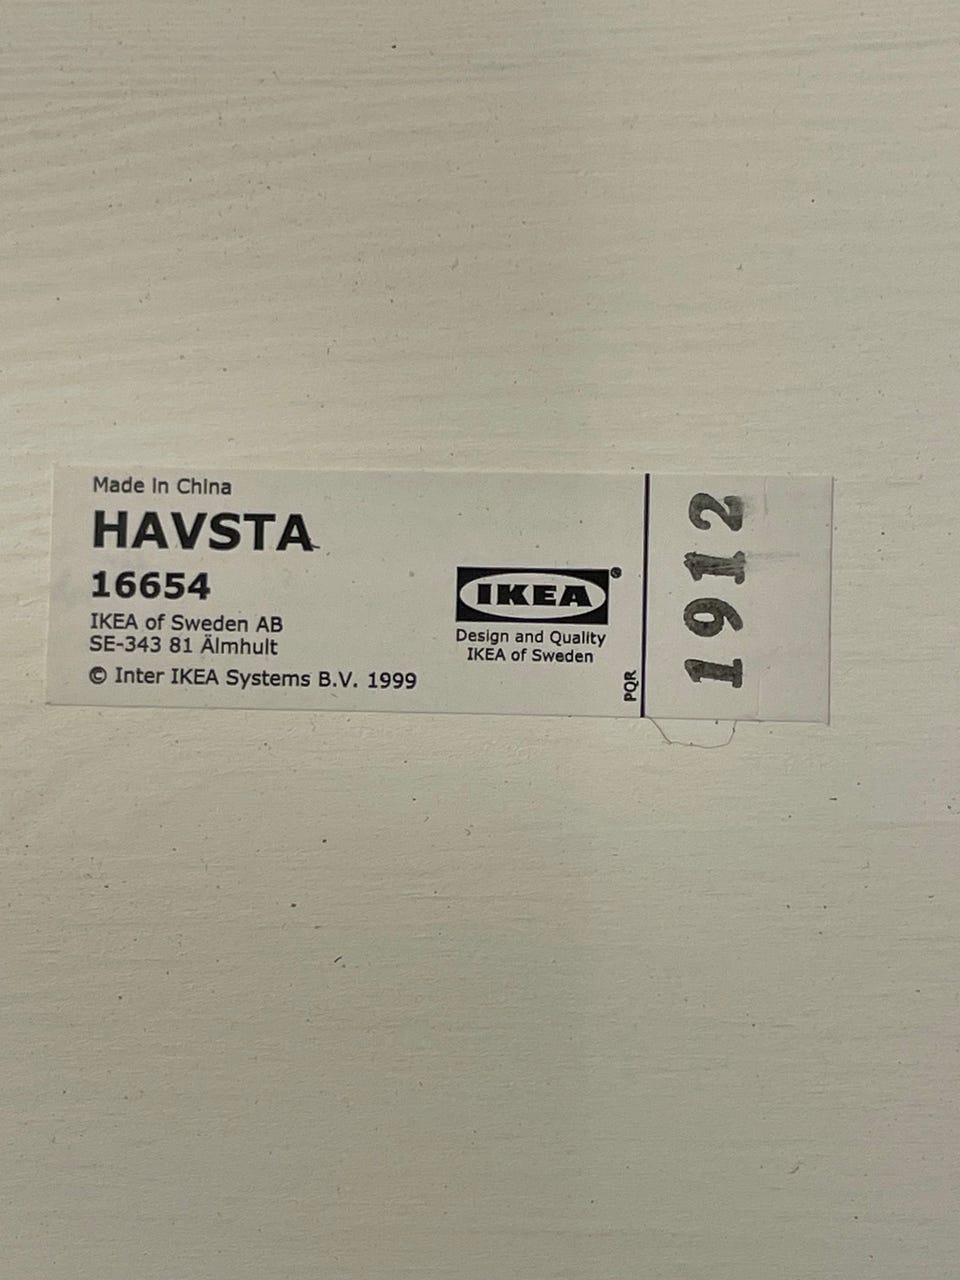 Made in China
HAVSTA
16654
IKEA of Sweden AB
SE-343 81 Älmhult
© Inter IKEA Systems B.V. 1999
IKEA®
Design and Quality
IKEA of Sweden
PQR
1912